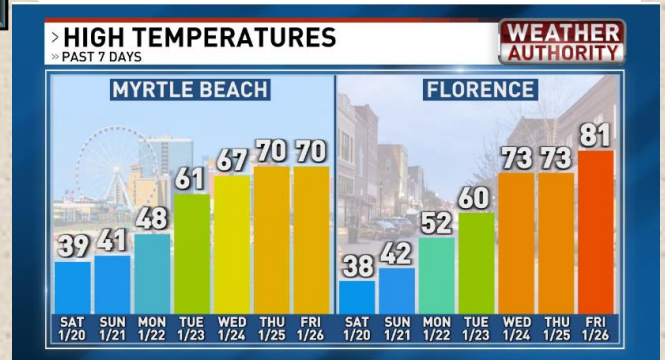 > HIGH TEMPERATURES
» PAST 7 DAYS
WEATHER
AUTHORITY
MYRTLE BEACH
39 41 48 61 67 70 70
SAT SUN MON TUE WED THU FRI
1/20 1/21 1/22 1/23 1/24 1/25 1/26
FLORENCE
38 42 52 60 73 73 81
SAT SUN MON TUE WED THU FRI
1/20 1/21 1/22 1/23 1/24 1/25 1/26